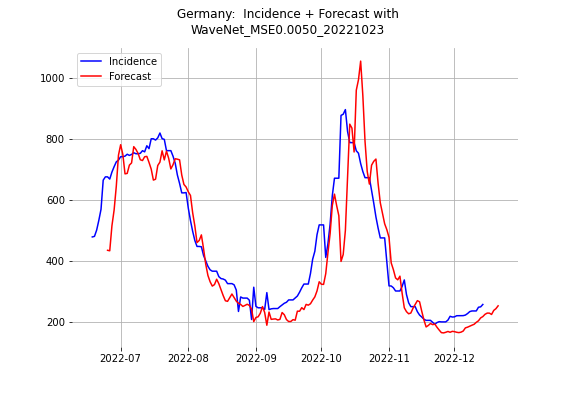 Germany:  Incidence + Forecast with
WaveNet_MSE0.0050_20221023
Incidence
Forecast
1000
800
600
400
200
2022-07
2022-08
2022-09
2022-10
2022-11
2022-12